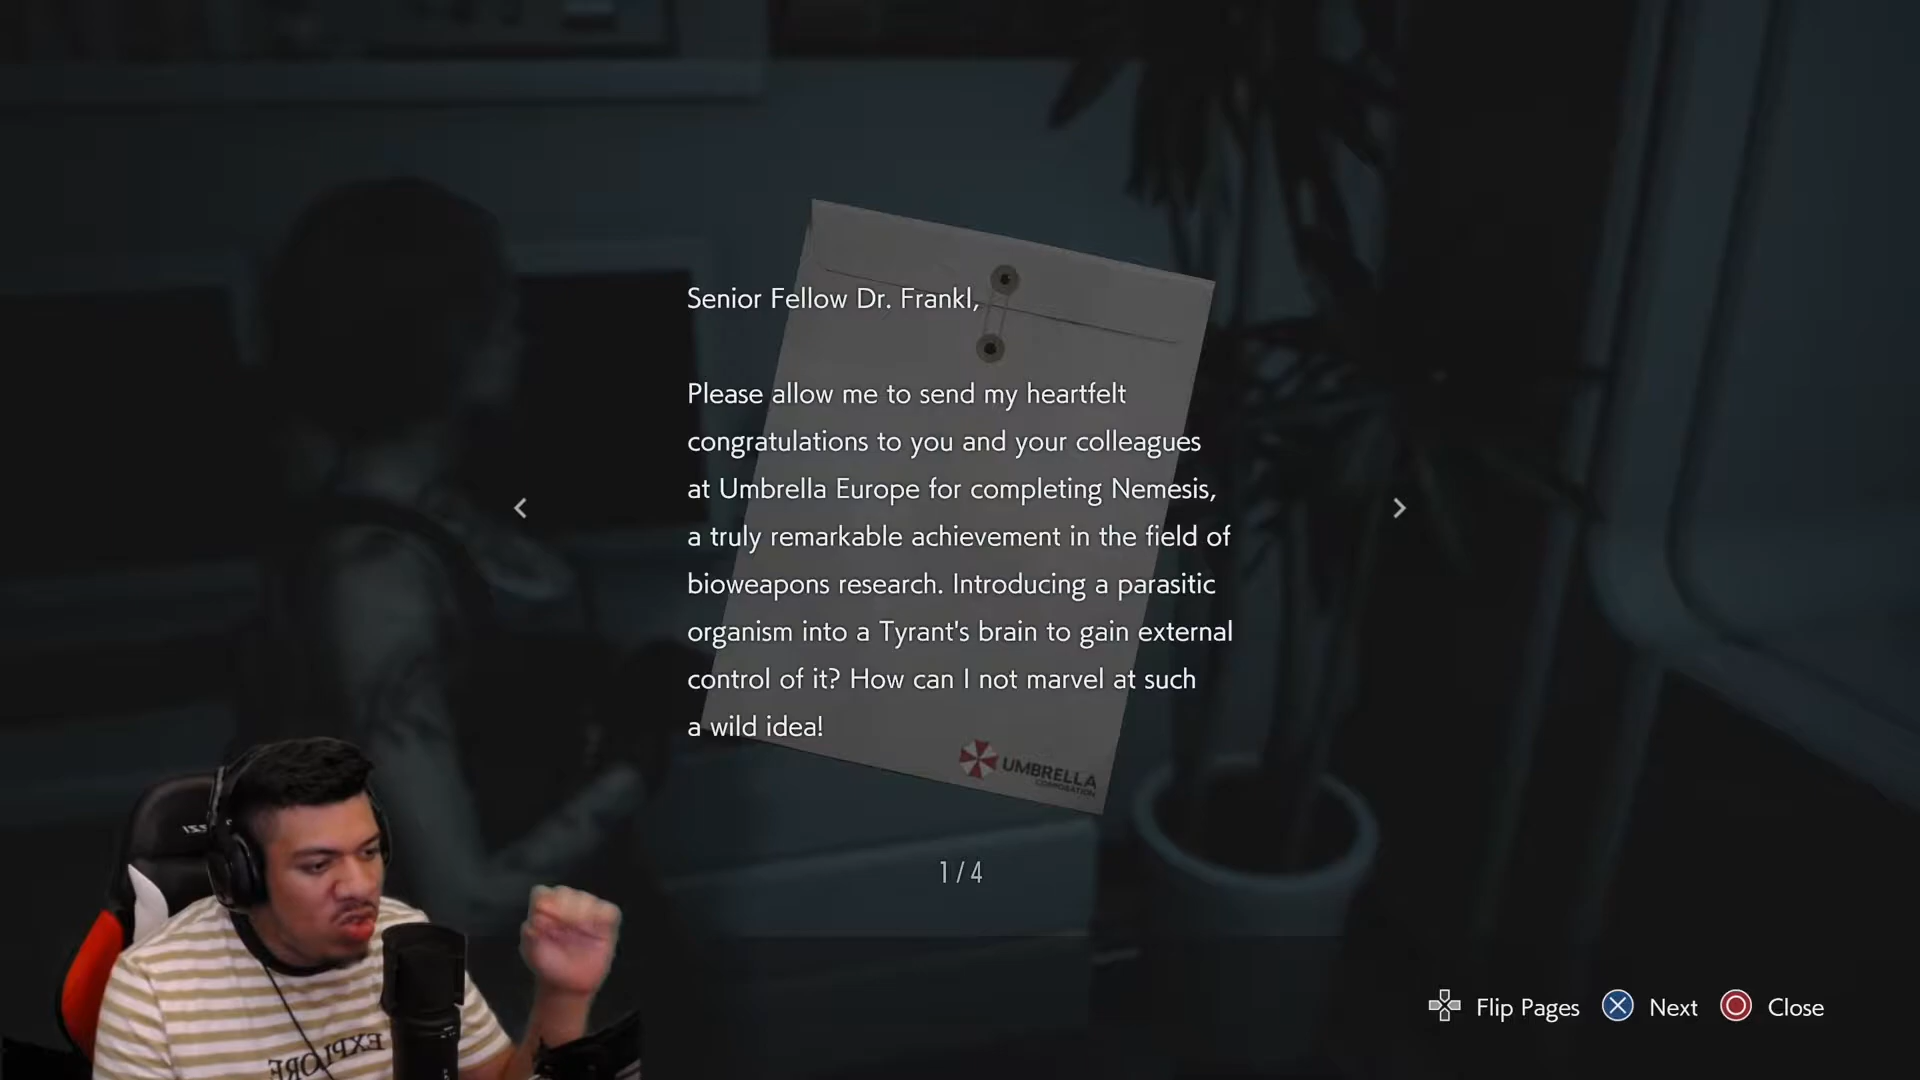 Senior Fellow Dr. Frankl,
Please allow me to send my heartfelt
congratulations to you and your colleagues
at Umbrella Europe for completing Nemesis,
a truly remarkable achievement in the field of
bioweapons research. Introducing a parasitic
organism into a Tyrant's brain to gain external
control of it? How can I not marvel at such
a wild idea!
UMBRELLA
CORPORATION
1/4
EXPLORE
Flip Pages Next Close